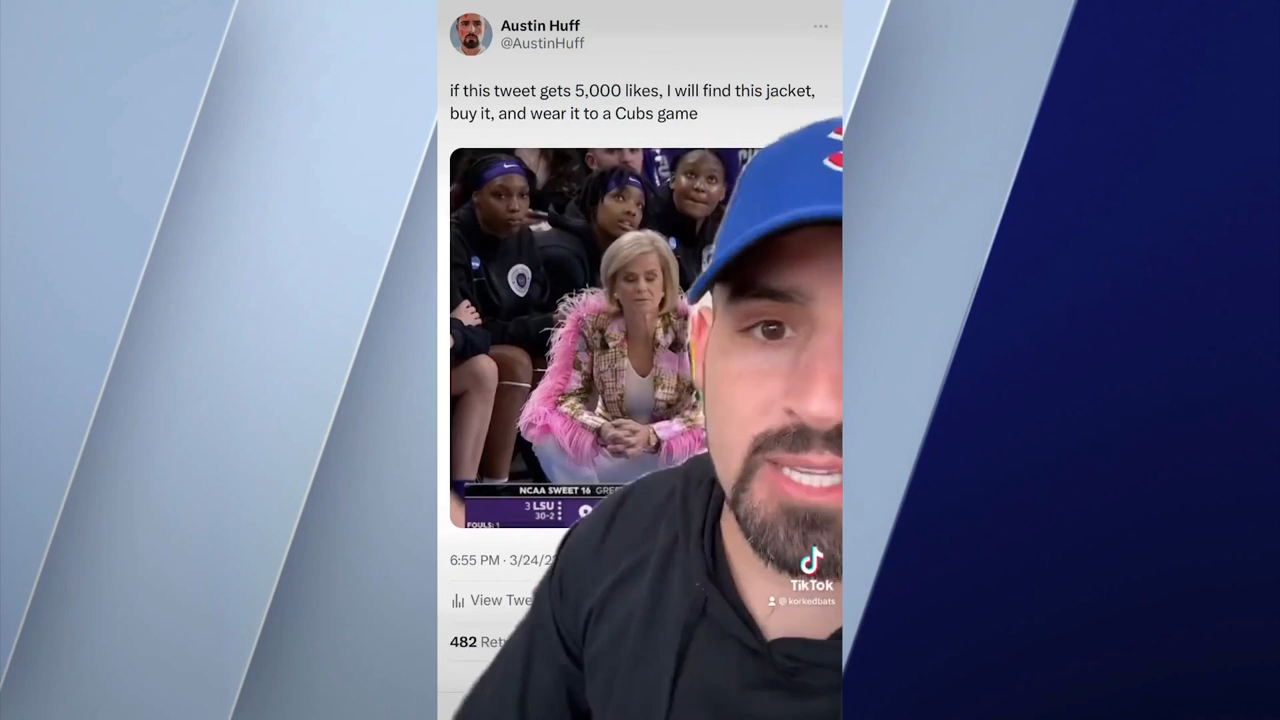 Austin Huff
@AustinHuff
if this tweet gets 5,000 likes, I will find this jacket,
buy it, and wear it to a Cubs game
NCAA SWEET 16
3 LSU
30-2
FOULS: 1
6:55 PM · 3/24/2
View Twe
482 Ret
TikTok
@korkedbats